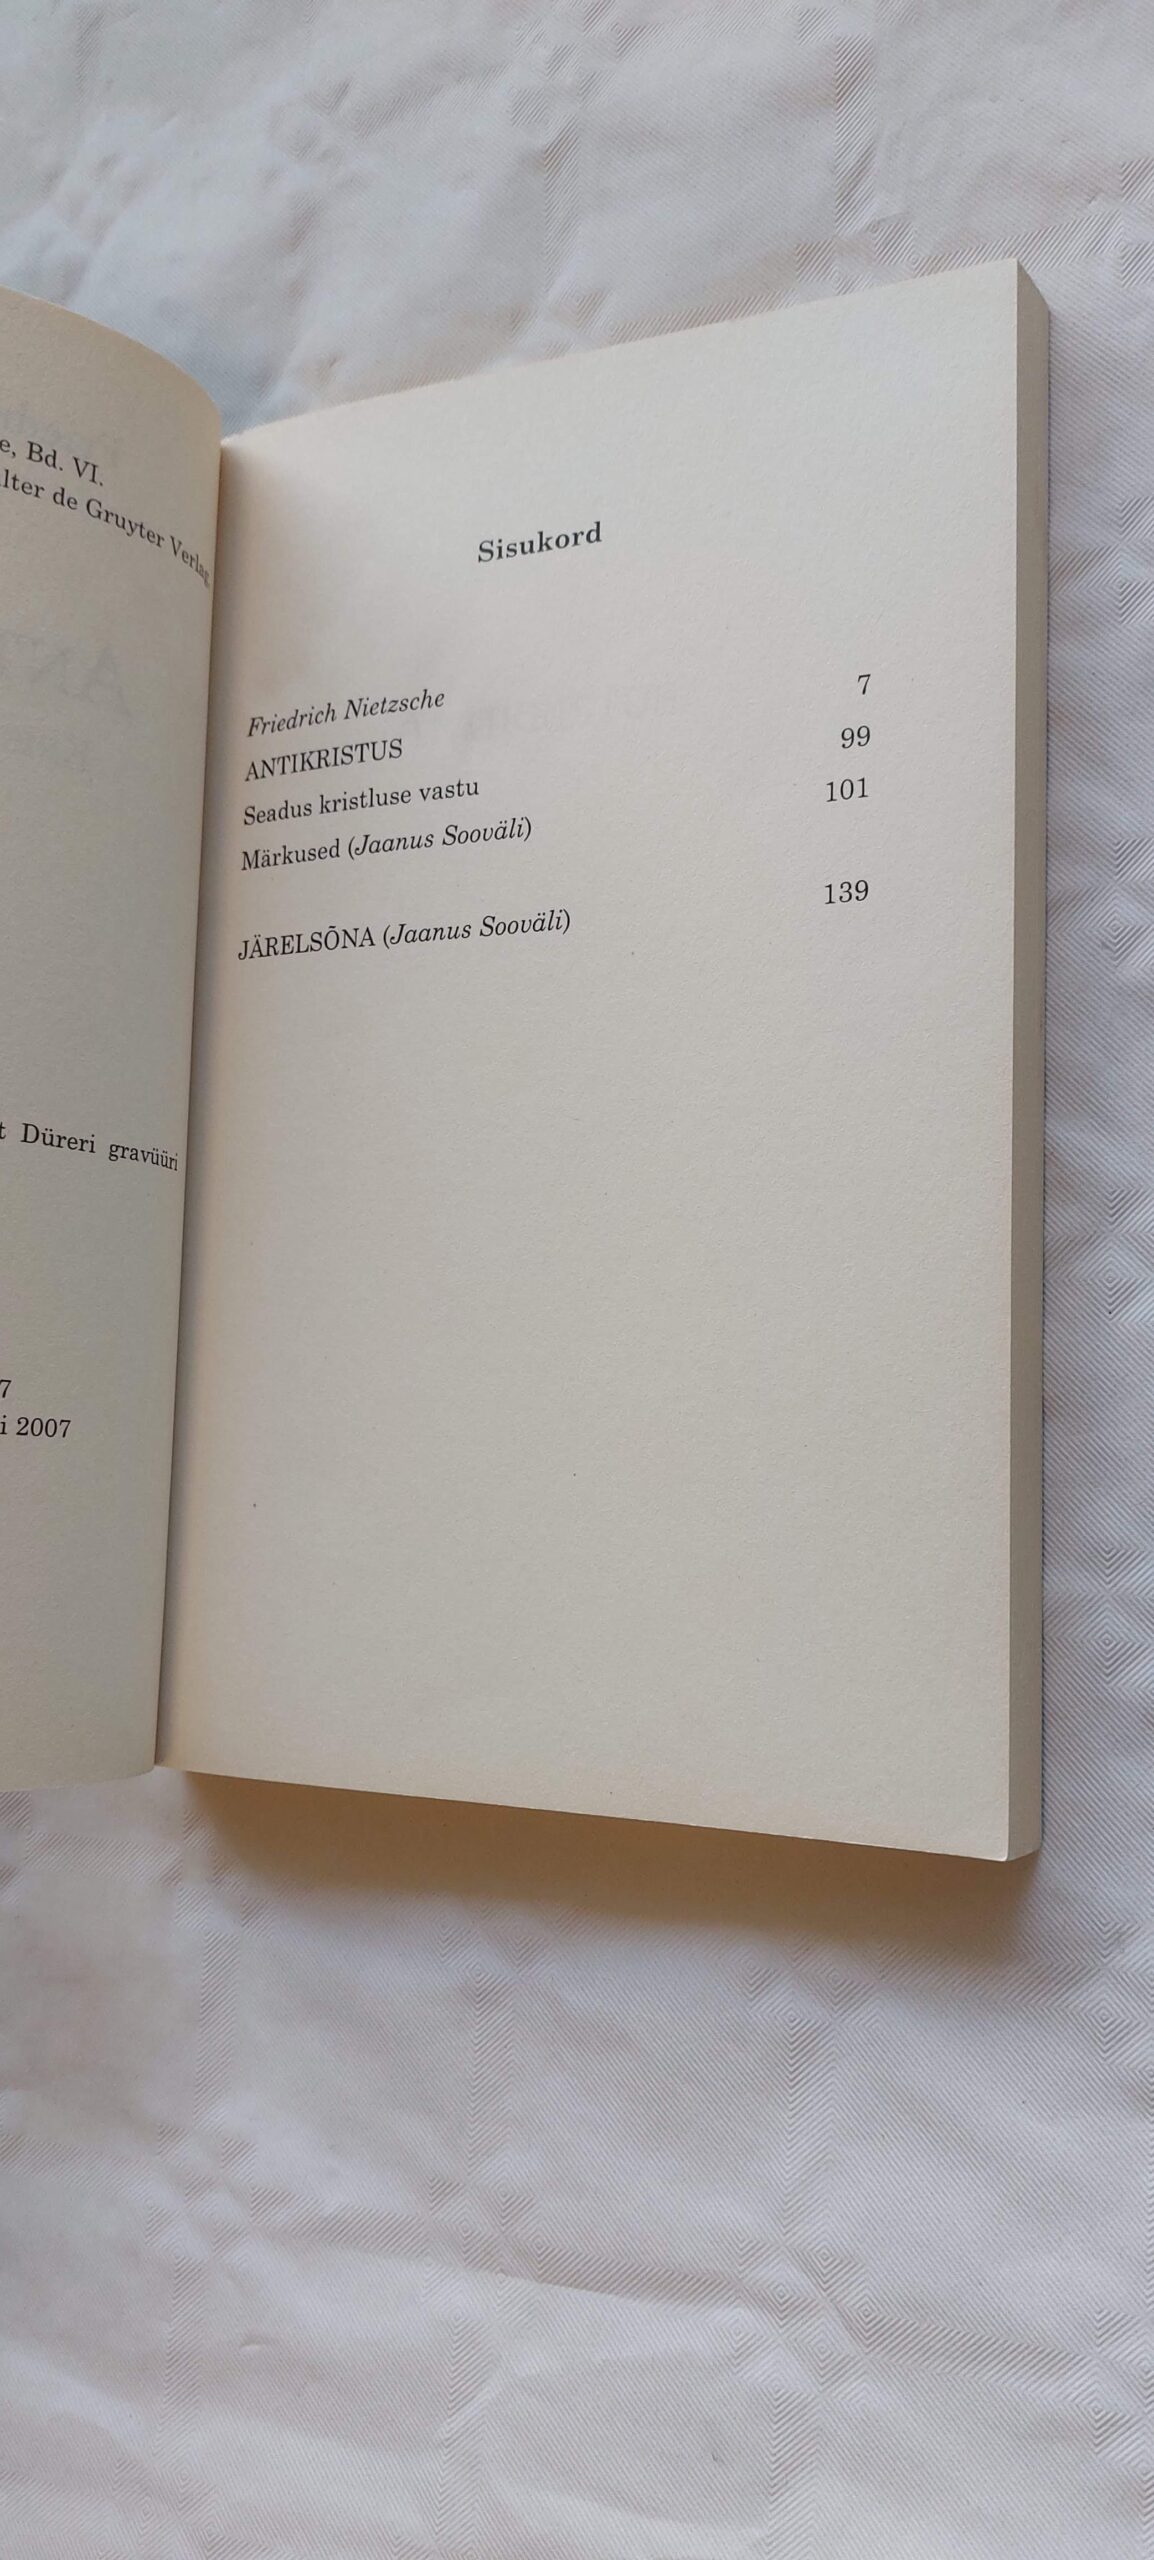 e, Bd. VI.
lter de Gruyter Verlag,
t Düreri gravüüri
7
i 2007
Sisukord
Friedrich Nietzsche
ANTIKRISTUS 7
Seadus kristluse vastu 99
Märkused (Jaanus Sooväli) 101
JÄRELSÕNA (Jaanus Sooväli) 139